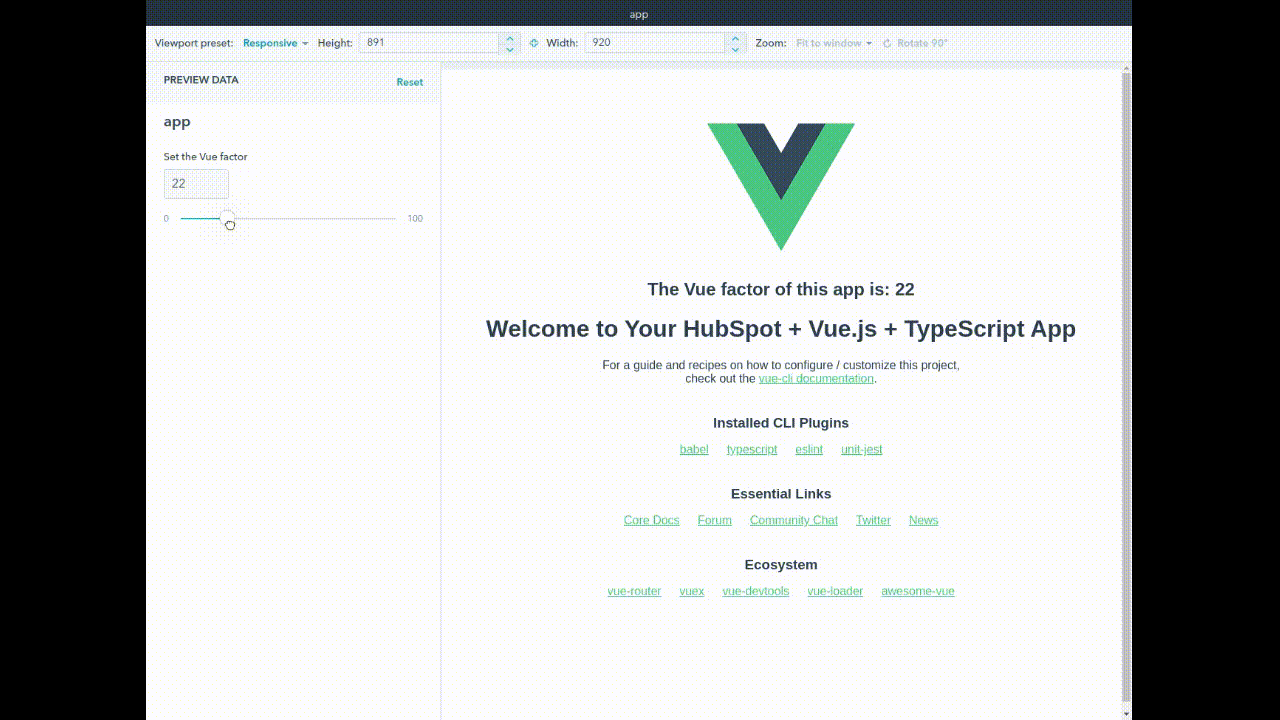 app
Viewport preset: Responsive Height: 891 Width: 920 Zoom: Fit to window Rotate 90°
PREVIEW DATA Reset
app
Set the Vue factor
22
0 100
The Vue factor of this app is: 22
Welcome to Your HubSpot + Vue.js + TypeScript App
For a guide and recipes on how to configure / customize this project,
check out the vue-cli documentation.
Installed CLI Plugins
babel typescript eslint unit-jest
Essential Links
Core Docs Forum Community Chat Twitter News
Ecosystem
vue-router vuex vue-devtools vue-loader awesome-vue